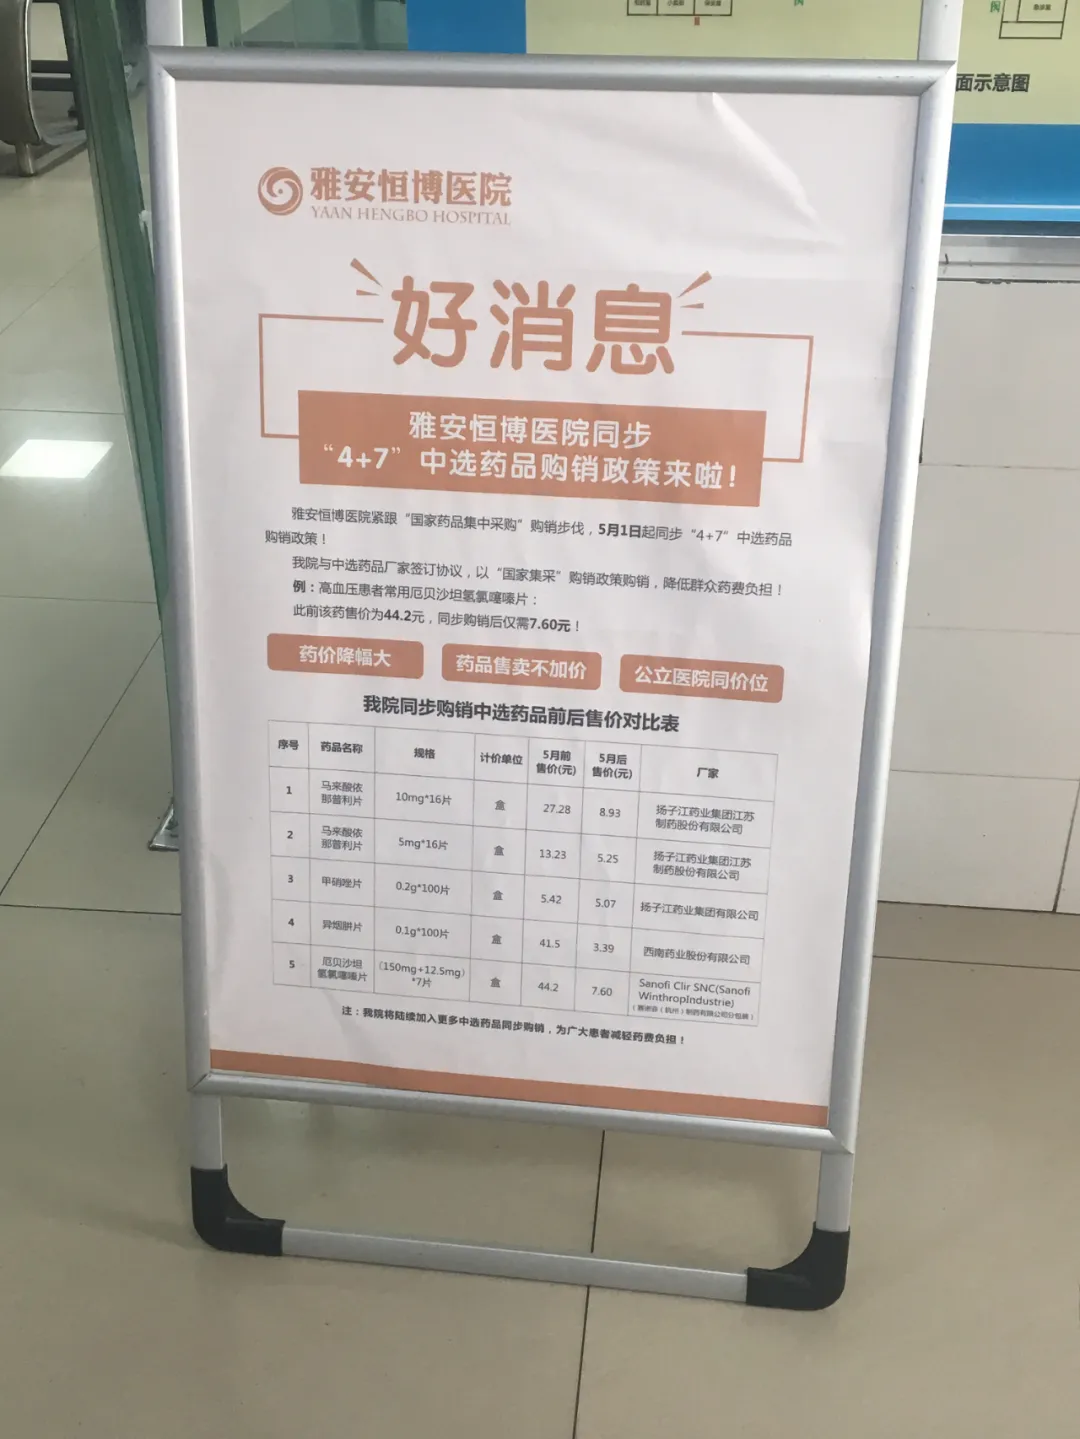 面示意图
雅安恒博医院
YAAN HENGBO HOSPITAL
好消息
雅安恒博医院同步
“4+7”中选药品购销政策来啦！
雅安恒博医院紧跟“国家药品集中采购”购销步伐，5月1日起同步“4+7”中选药品
购销政策！
我院与中选药品厂家签订协议，以“国家集采”购销政策购销，降低群众药费负担！
例：高血压患者常用厄贝沙坦氢氯噻嗪片：
此前该药售价为44.2元，同步购销后仅需7.60元！
药价降幅大 药品售卖不加价 公立医院同价位
我院同步购销中选药品前后售价对比表
序号 药品名称 规格 计价单位 5月前售价(元) 5月后售价(元) 厂家
1 马来酸依那普利片 10mg*16片 盒 27.28 8.93 扬子江药业集团江苏制药股份有限公司
2 马来酸依那普利片 5mg*16片 盒 13.23 5.25 扬子江药业集团江苏制药股份有限公司
3 甲硝唑片 0.2g*100片 盒 5.42 5.07 扬子江药业集团有限公司
4 异烟肼片 0.1g*100片 盒 41.5 3.39 西南药业股份有限公司
5 厄贝沙坦氢氯噻嗪片 （150mg+12.5mg）*7片 盒 44.2 7.60 Sanofi Clir SNC(Sanofi WinthropIndustrie)
注：我院将陆续加入更多中选药品同步购销，为广大患者减轻药费负担！